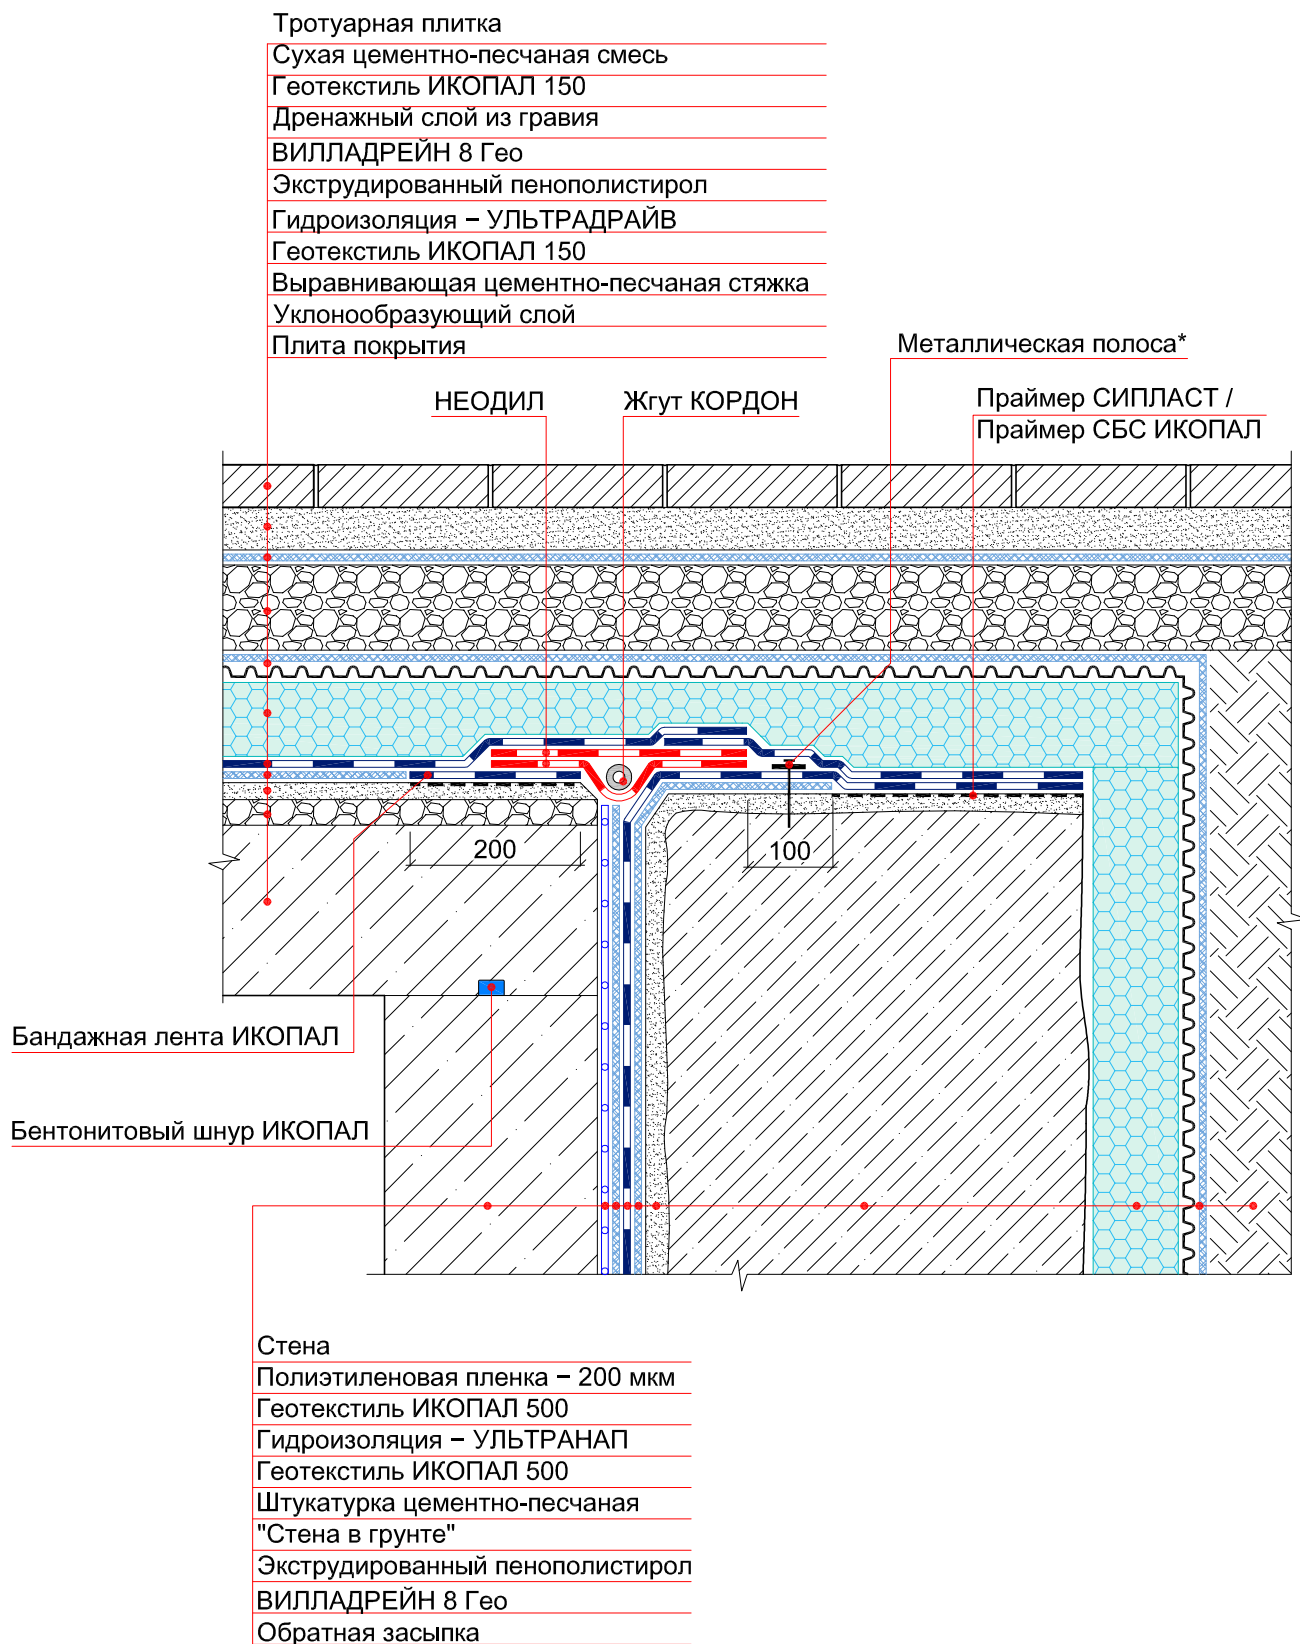 Тротуарная плитка
Сухая цементно-песчаная смесь
Геотекстиль ИКОПАЛ 150
Дренажный слой из гравия
ВИЛЛАДРЕЙН 8 Гео
Экструдированный пенополистирол
Гидроизоляция – УЛЬТРАДРАЙВ
Геотекстиль ИКОПАЛ 150
Выравнивающая цементно-песчаная стяжка
Уклонообразующий слой
Плита покрытия
Металлическая полоса*
НЕОДИЛ
Жгут КОРДОН
Праймер СИПЛАСТ /
Праймер СБС ИКОПАЛ
200
100
Бандажная лента ИКОПАЛ
Бентонитовый шнур ИКОПАЛ
Стена
Полиэтиленовая пленка – 200 мкм
Геотекстиль ИКОПАЛ 500
Гидроизоляция – УЛЬТРАНАП
Геотекстиль ИКОПАЛ 500
Штукатурка цементно-песчаная
"Стена в грунте"
Экструдированный пенополистирол
ВИЛЛАДРЕЙН 8 Гео
Обратная засыпка